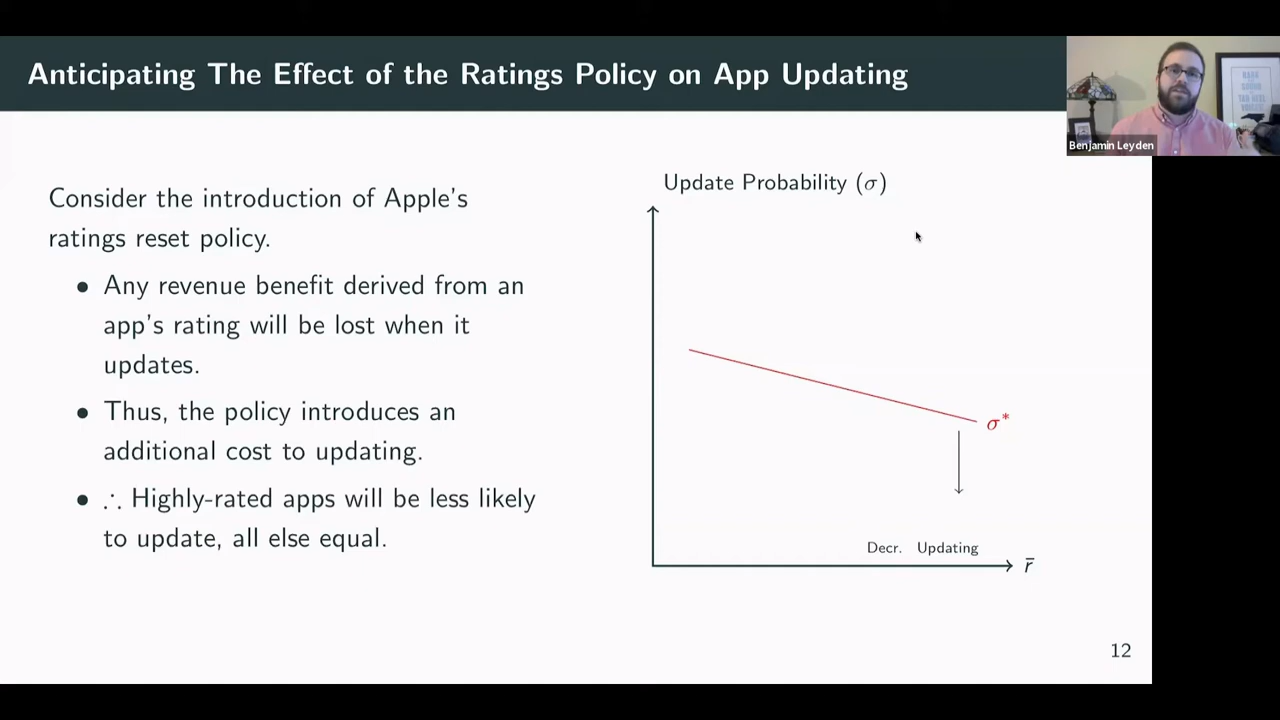 Anticipating The Effect of the Ratings Policy on App Updating
Benjamin Leyden
Consider the introduction of Apple's
ratings reset policy.
• Any revenue benefit derived from an
app's rating will be lost when it
updates.
• Thus, the policy introduces an
additional cost to updating.
• ∴ Highly-rated apps will be less likely
to update, all else equal.
Update Probability (σ)
σ*
Decr. Updating
r̄
12